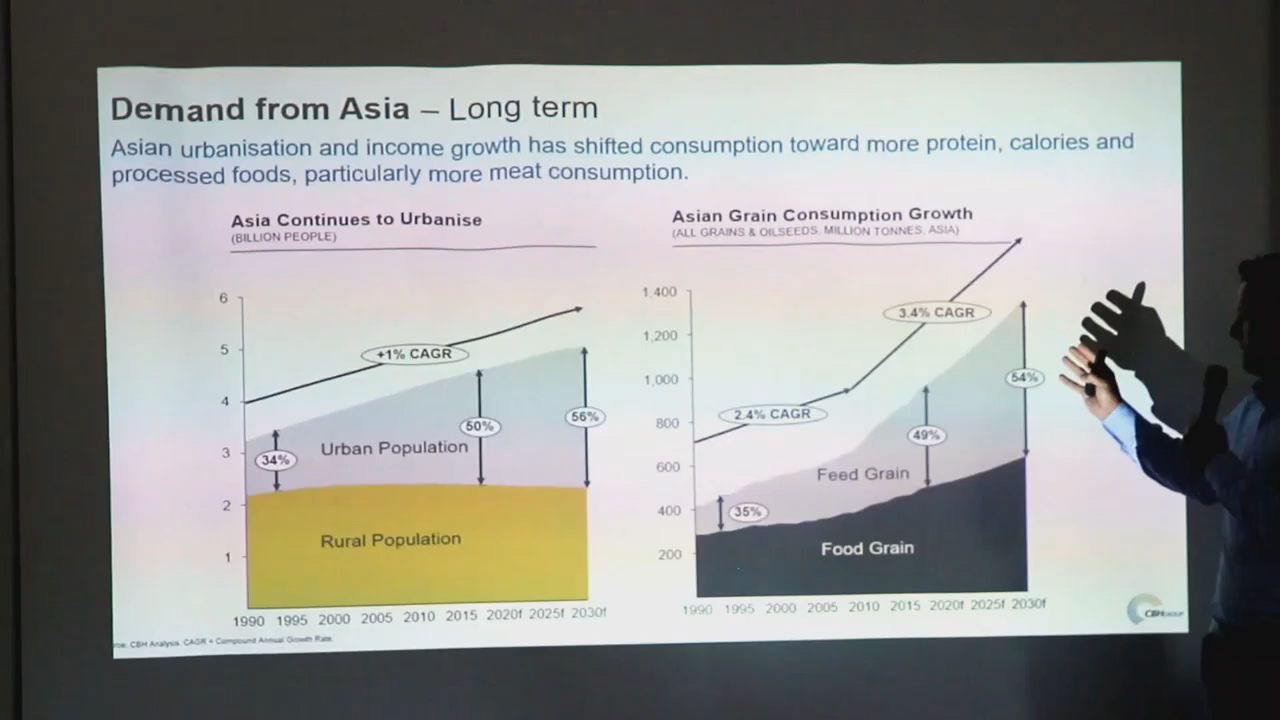 Demand from Asia – Long term
Asian urbanisation and income growth has shifted consumption toward more protein, calories and
processed foods, particularly more meat consumption.
Asia Continues to Urbanise
(BILLION PEOPLE)
6
5
4
3
2
1
+1% CAGR
34%
50%
56%
Urban Population
Rural Population
1990 1995 2000 2005 2010 2015 2020f 2025f 2030f
Asian Grain Consumption Growth
(ALL GRAINS & OILSEEDS, MILLION TONNES, ASIA)
1,400
1,200
1,000
800
600
400
200
2.4% CAGR
3.4% CAGR
35%
49%
54%
Feed Grain
Food Grain
1990 1995 2000 2005 2010 2015 2020f 2025f 2030f
CBH Analysis. CAGR = Compound Annual Growth Rate.
CBH GROUP